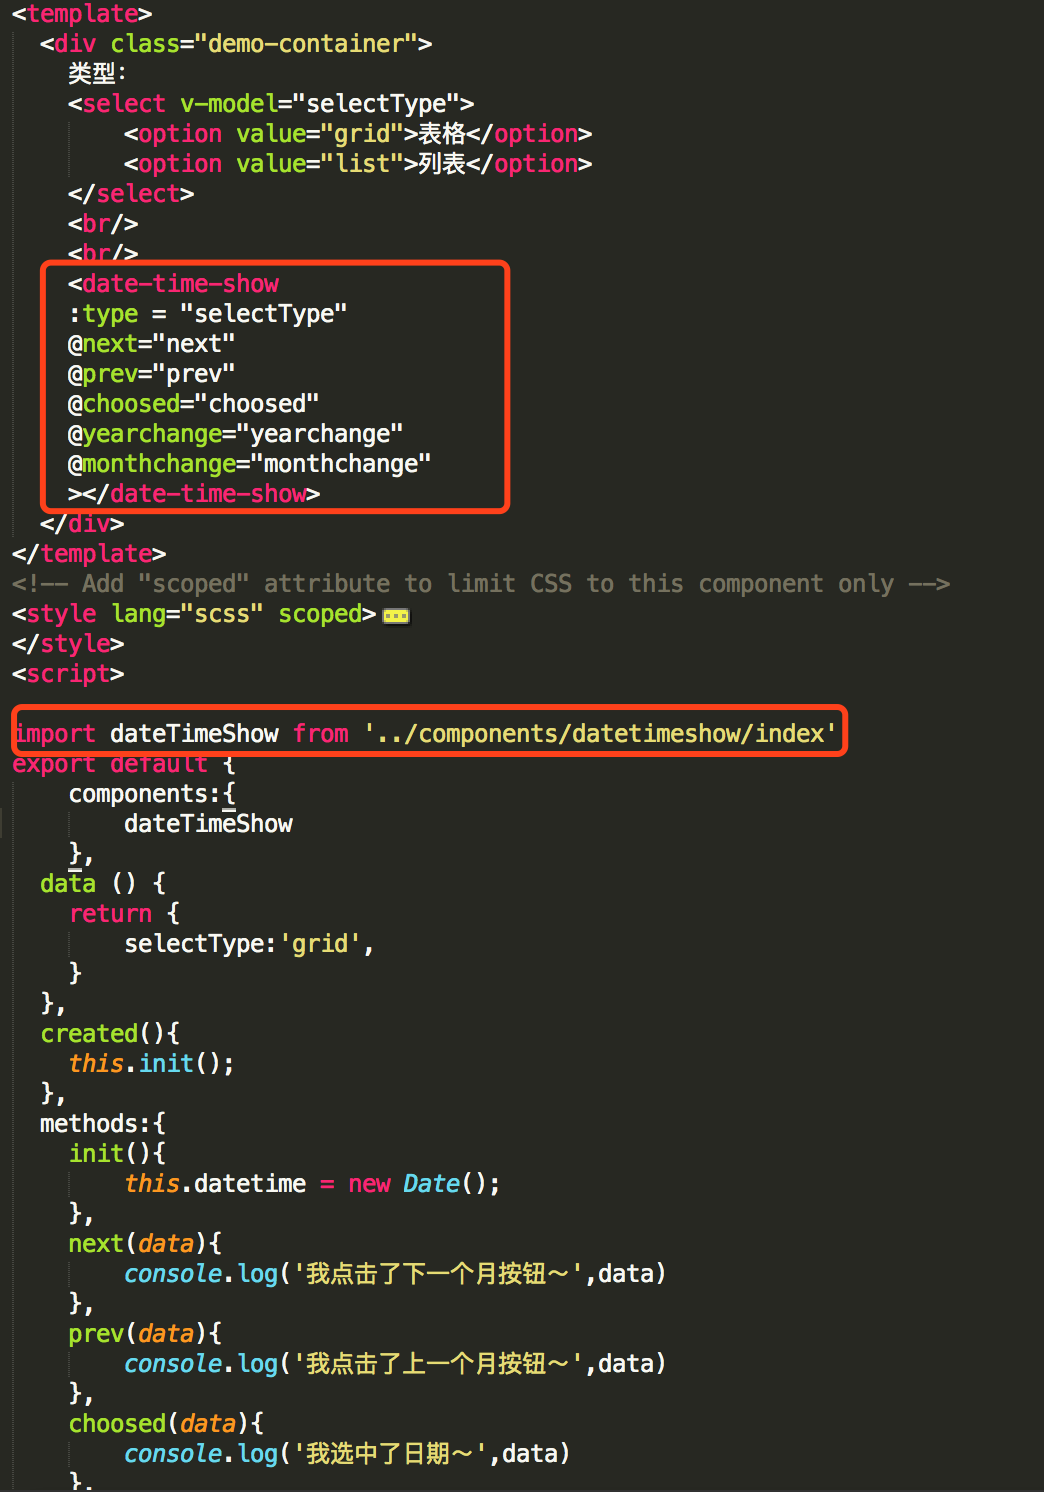 <template>
<div class="demo-container">
类型：
<select v-model="selectType">
<option value="grid">表格</option>
<option value="list">列表</option>
</select>
<br/>
<br/>
<date-time-show
:type = "selectType"
@next="next"
@prev="prev"
@choosed="choosed"
@yearchange="yearchange"
@monthchange="monthchange"
></date-time-show>
</div>
</template>
<!-- Add "scoped" attribute to limit CSS to this component only -->
<style lang="scss" scoped>
</style>
<script>
import dateTimeShow from '../components/datetimeshow/index'
export default {
components:{
dateTimeShow
},
data () {
return {
selectType:'grid',
}
},
created(){
this.init();
},
methods:{
init(){
this.datetime = new Date();
},
next(data){
console.log('我点击了下一个月按钮～',data)
},
prev(data){
console.log('我点击了上一个月按钮～',data)
},
choosed(data){
console.log('我选中了日期～',data)
},